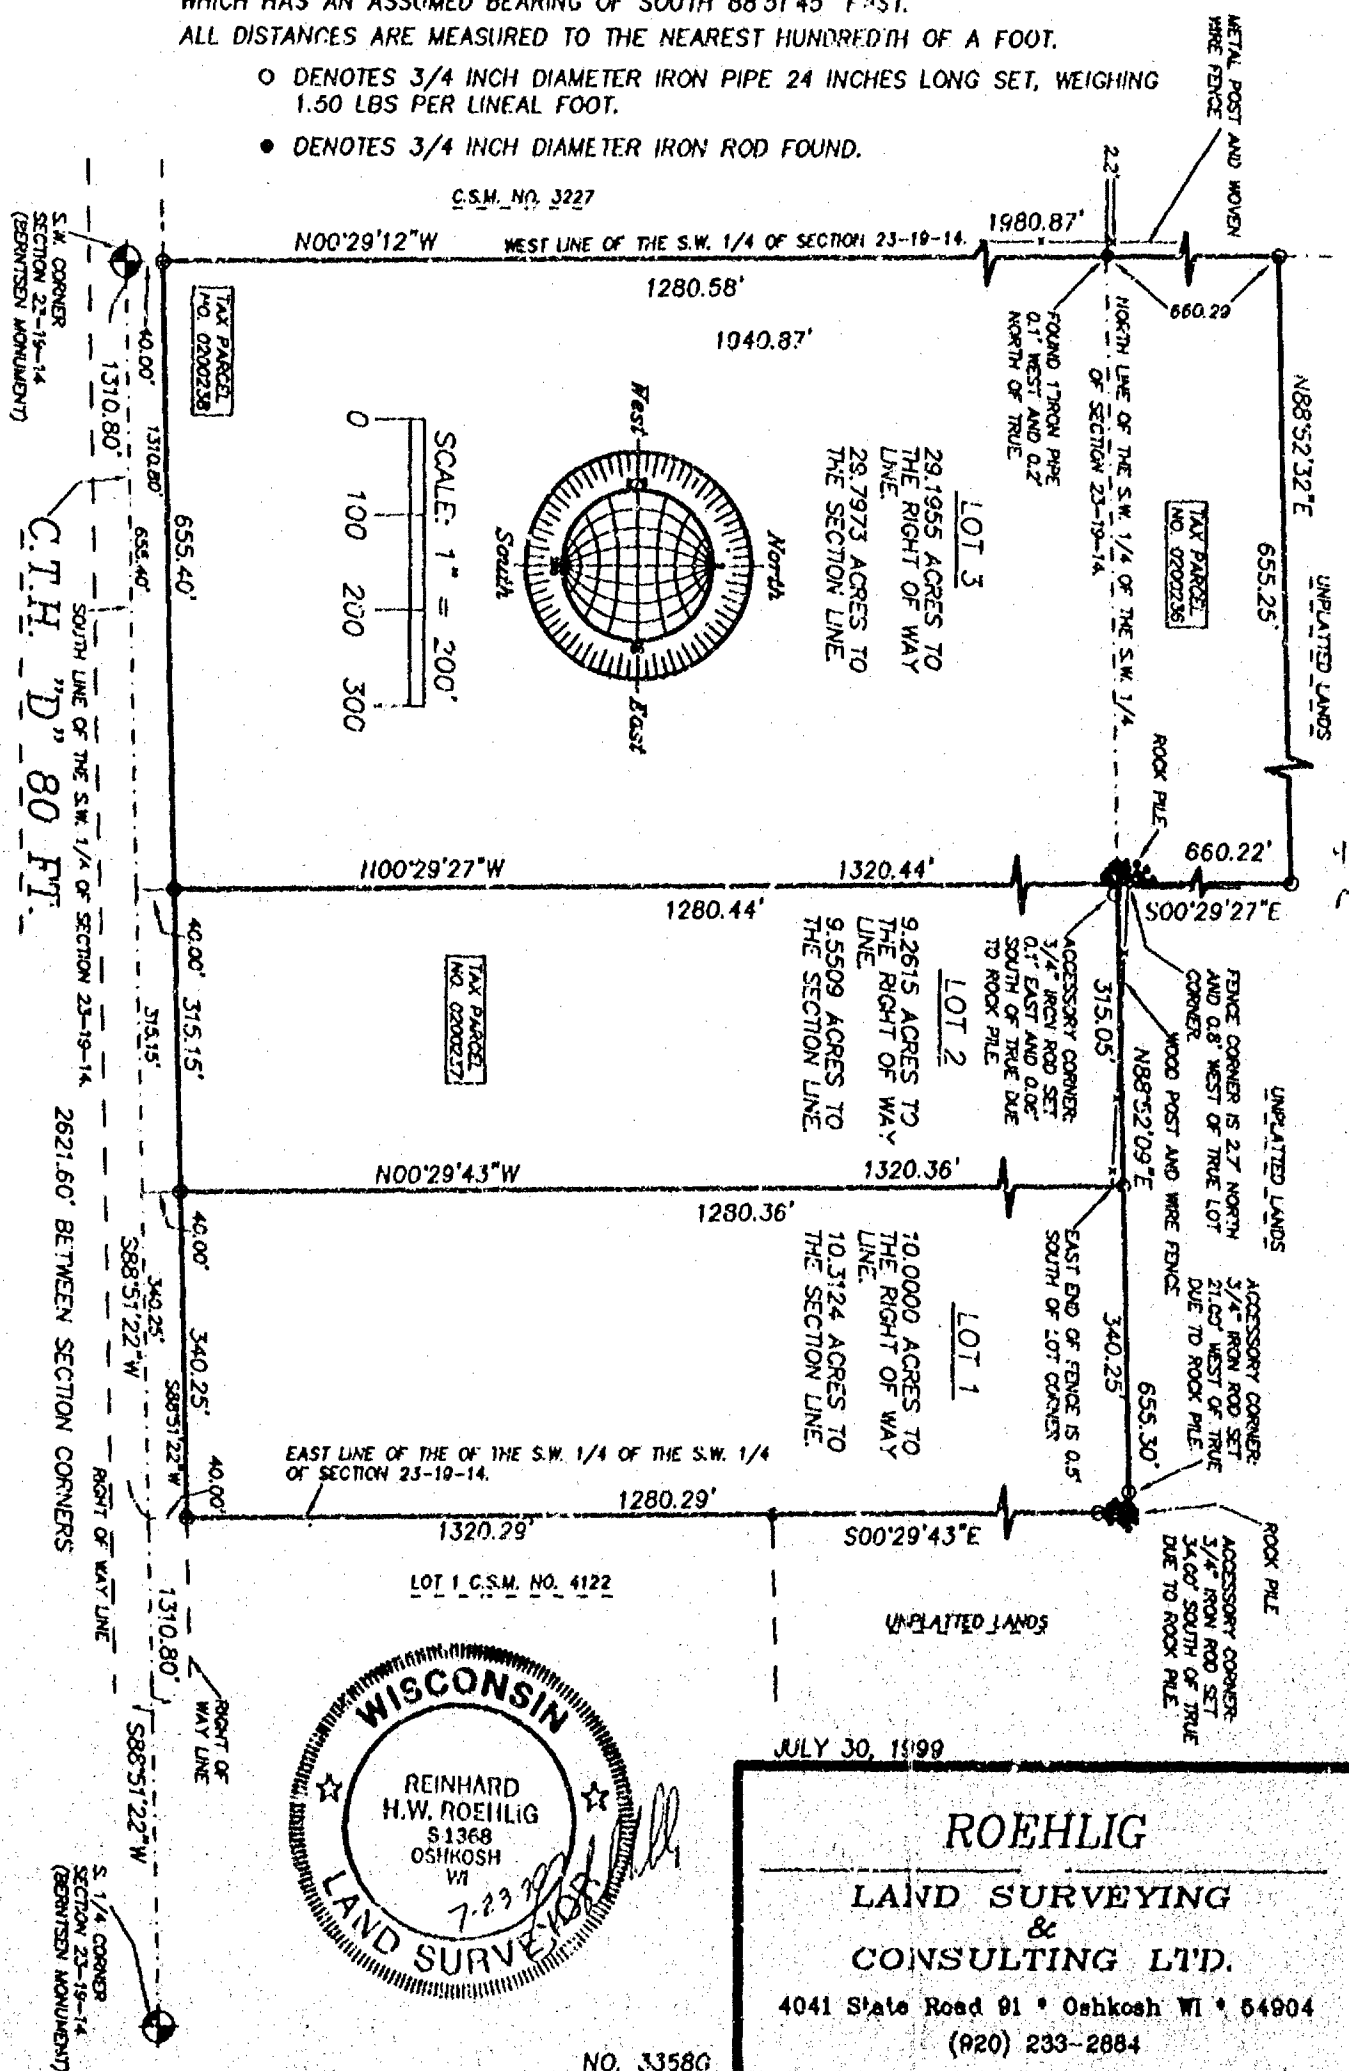 WHICH HAS AN ASSUMED BEARING OF SOUTH 88°51'45" EAST.
ALL DISTANCES ARE MEASURED TO THE NEAREST HUNDREDTH OF A FOOT.
O DENOTES 3/4 INCH DIAMETER IRON PIPE 24 INCHES LONG SET, WEIGHING
1.50 LBS PER LINEAL FOOT.
● DENOTES 3/4 INCH DIAMETER IRON ROD FOUND.
METAL POST AND WOVEN
WIRE FENCE
2.2'
C.S.M. NO. 3227
N00°29'12"W
WEST LINE OF THE S.W. 1/4 OF SECTION 23-19-14.
1980.87'
1280.58'
1940.87'
660.29
S.W. CORNER
SECTION 23-19-14
(BERNTSEN MONUMENT)
40.00'
1310.80'
1310.80'
TAX PARCEL
NO. 0200238
FOUND 1" IRON PIPE
0.1' WEST AND 0.2'
NORTH OF TRUE
NORTH LINE OF THE S.W. 1/4 OF THE S.W. 1/4
OF SECTION 23-19-14.
N88°52'32"E
655.25'
UNPLATTED LANDS
TAX PARCEL
NO. 0200236
LOT 3
29.1955 ACRES TO
THE RIGHT OF WAY
LINE.
29.7973 ACRES TO
THE SECTION LINE.
West
North
South
East
SCALE: 1" = 200'
0 100 200 300
655.40'
655.40'
C.T.H. "D" 80 FT.
SOUTH LINE OF THE S.W. 1/4 OF SECTION 23-19-14.
ROCK PILE
660.22'
S00°29'27"E
N00°29'27"W
1320.44'
1280.44'
40.00'
315.15'
315.15'
TAX PARCEL
NO. 0200237
LOT 2
9.2615 ACRES TO
THE RIGHT OF WAY
LINE.
9.5509 ACRES TO
THE SECTION LINE.
ACCESSORY CORNER:
3/4" IRON ROD SET
0.1' EAST AND 0.06'
SOUTH OF TRUE DUE
TO ROCK PILE
315.05'
N88°52'09"E
WOOD POST AND WIRE FENCE
FENCE CORNER IS 2.7' NORTH
AND 0.8' WEST OF TRUE LOT
CORNER
UNPLATTED LANDS
N00°29'43"W
1320.36'
1280.36'
40.00'
340.25'
340.25'
S88°51'22"W
S88°51'22"W
2621.60' BETWEEN SECTION CORNERS
LOT 1
10.0000 ACRES TO
THE RIGHT OF WAY
LINE.
10.3124 ACRES TO
THE SECTION LINE.
EAST END OF FENCE IS 0.5'
SOUTH OF LOT CORNER
340.25'
655.30'
ACCESSORY CORNER:
3/4" IRON ROD SET
21.00' WEST OF TRUE
DUE TO ROCK PILE
EAST LINE OF THE OF THE S.W. 1/4 OF THE S.W. 1/4
OF SECTION 23-19-14.
40.00'
1280.29'
1320.29'
S00°29'43"E
RIGHT OF WAY LINE
LOT 1 C.S.M. NO. 4122
UNPLATTED LANDS
ROCK PILE
ACCESSORY CORNER:
3/4" IRON ROD SET
34.00' SOUTH OF TRUE
DUE TO ROCK PILE
1310.80'
RIGHT OF
WAY LINE
S88°51'22"W
S. 1/4 CORNER
SECTION 23-19-14
(BERNTSEN MONUMENT)
WISCONSIN
REINHARD
H.W. ROEHLIG
S-1368
OSHKOSH
WI
LAND SURVEYOR
7-23-99
JULY 30, 1999
ROEHLIG
LAND SURVEYING
&
CONSULTING LTD.
4041 State Road 91 * Oshkosh WI * 54904
(920) 233-2884
NO. 3358G